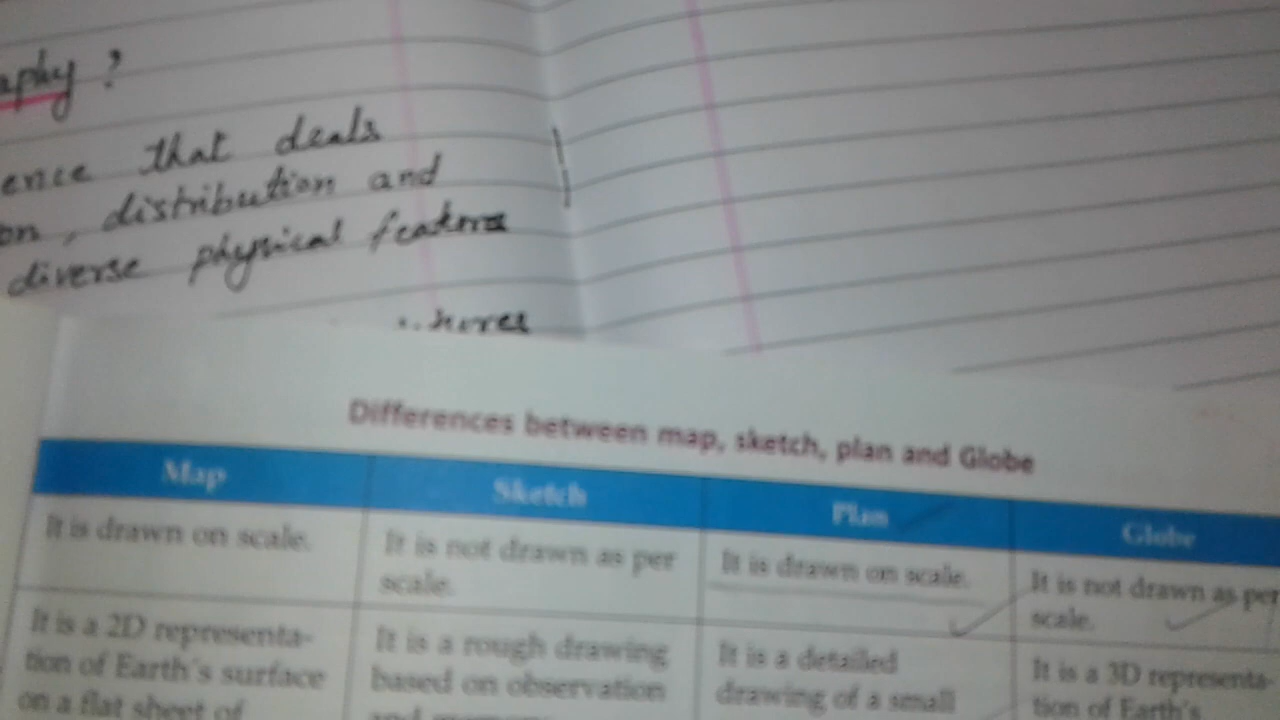 aphy ?
ence that deals
on, distribution and
diverse physical features
Differences between map, sketch, plan and Globe
Map
Sketch
Plan
Globe
It is drawn on scale.
It is not drawn as per
scale.
It is drawn on scale.
It is not drawn as per
scale.
It is a 2D representa-
tion of Earth's surface
on a flat sheet of
It is a rough drawing
based on observation
It is a detailed
drawing of a small
It is a 3D representa-
tion of Earth's